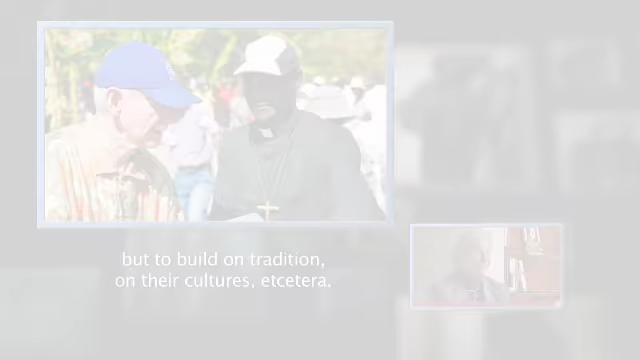 but to build on tradition,
on their cultures, etcetera.